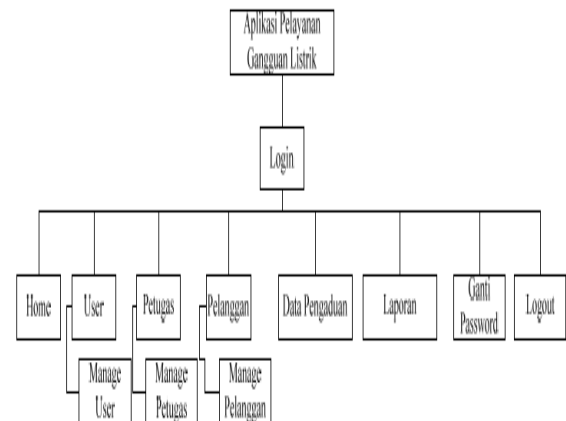 Aplikasi Pelayanan
Gangguan Listrik
Login
Home
User
Petugas
Pelanggan
Data Pengaduan
Laporan
Ganti
Password
Logout
Manage
User
Manage
Petugas
Manage
Pelanggan